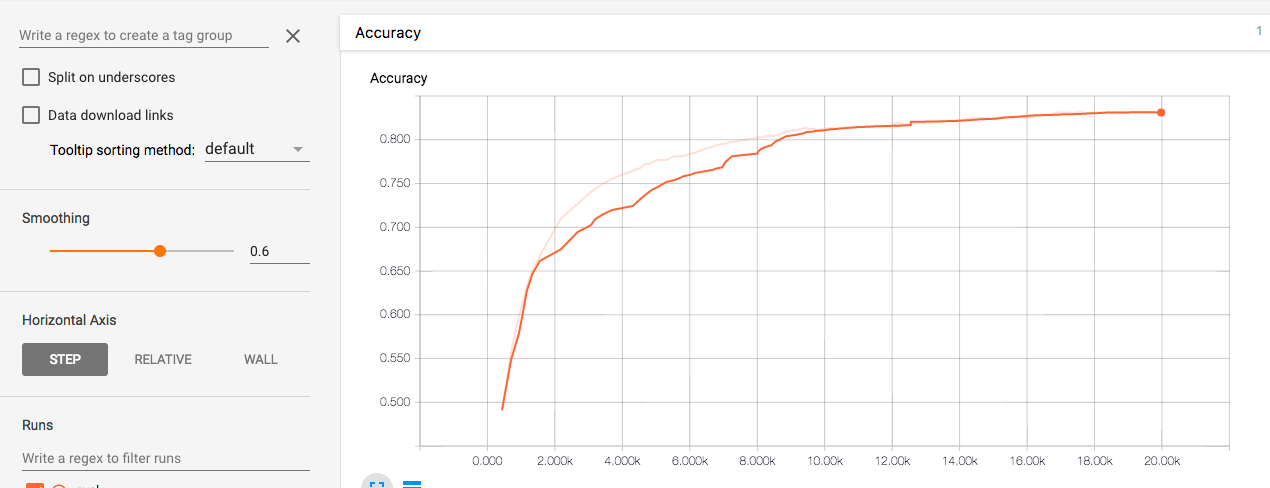 Write a regex to create a tag group
Split on underscores
Data download links
Tooltip sorting method: default
Smoothing
0.6
Horizontal Axis
STEP RELATIVE WALL
Runs
Write a regex to filter runs
Accuracy 1
Accuracy
0.800
0.750
0.700
0.650
0.600
0.550
0.500
0.000 2.000k 4.000k 6.000k 8.000k 10.00k 12.00k 14.00k 16.00k 18.00k 20.00k